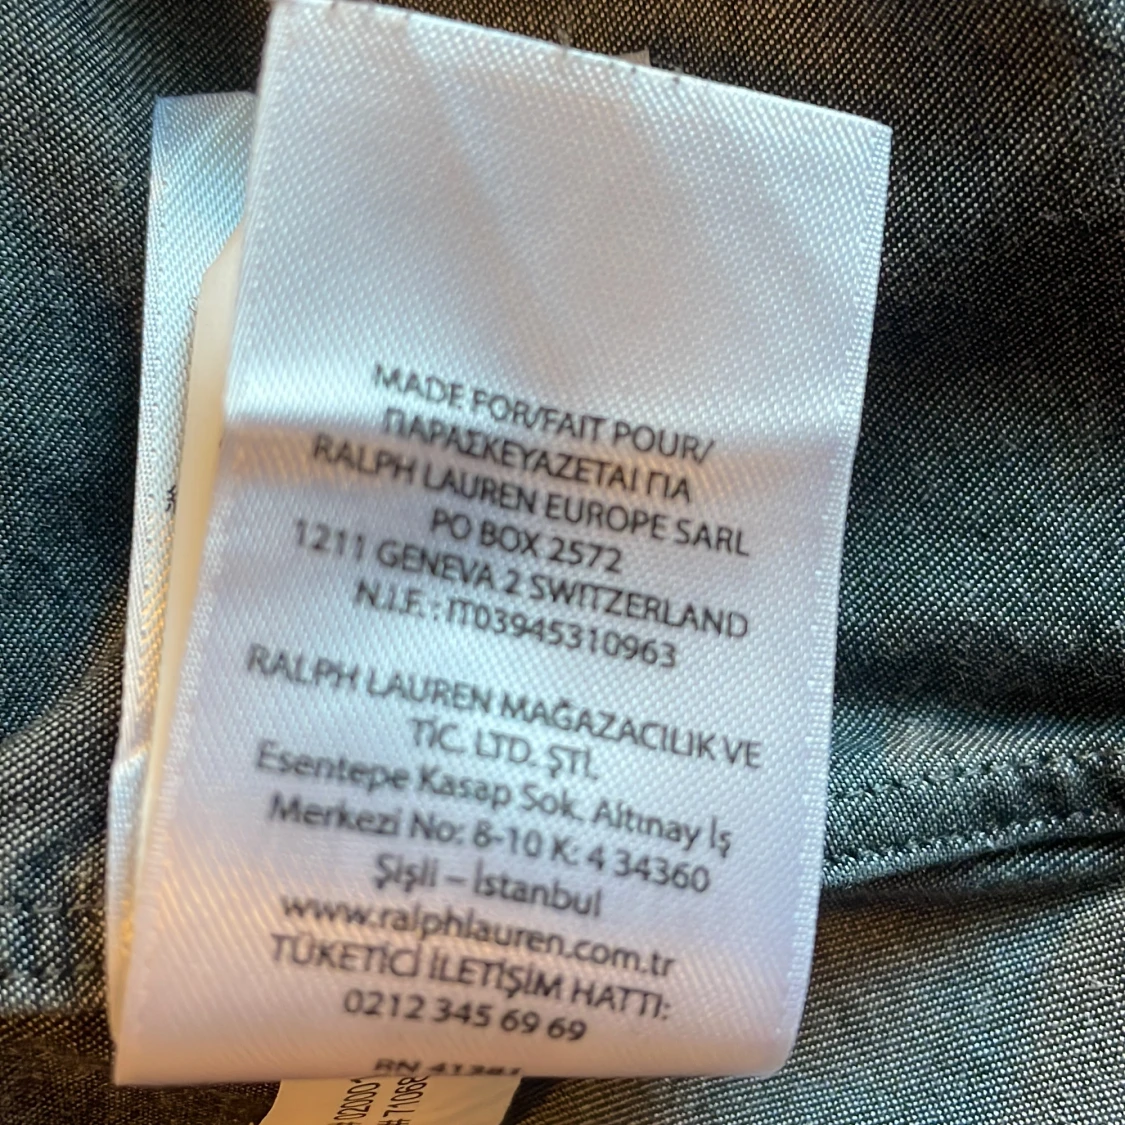 MADE FOR/FAIT POUR/
ΠΑΡΑΣΚΕΥΑΖΕΤΑΙ ΓΙΑ
RALPH LAUREN EUROPE SARL
PO BOX 2572
1211 GENEVA 2 SWITZERLAND
N.I.F. : IT03945310963
RALPH LAUREN MAĞAZACILIK VE
TİC. LTD. ŞTİ.
Esentepe Kasap Sok. Altınay İş
Merkezi No: 8-10 K: 4 34360
Şişli – İstanbul
www.ralphlauren.com.tr
TÜKETİCİ İLETİŞİM HATTI:
0212 345 69 69
RN 41381